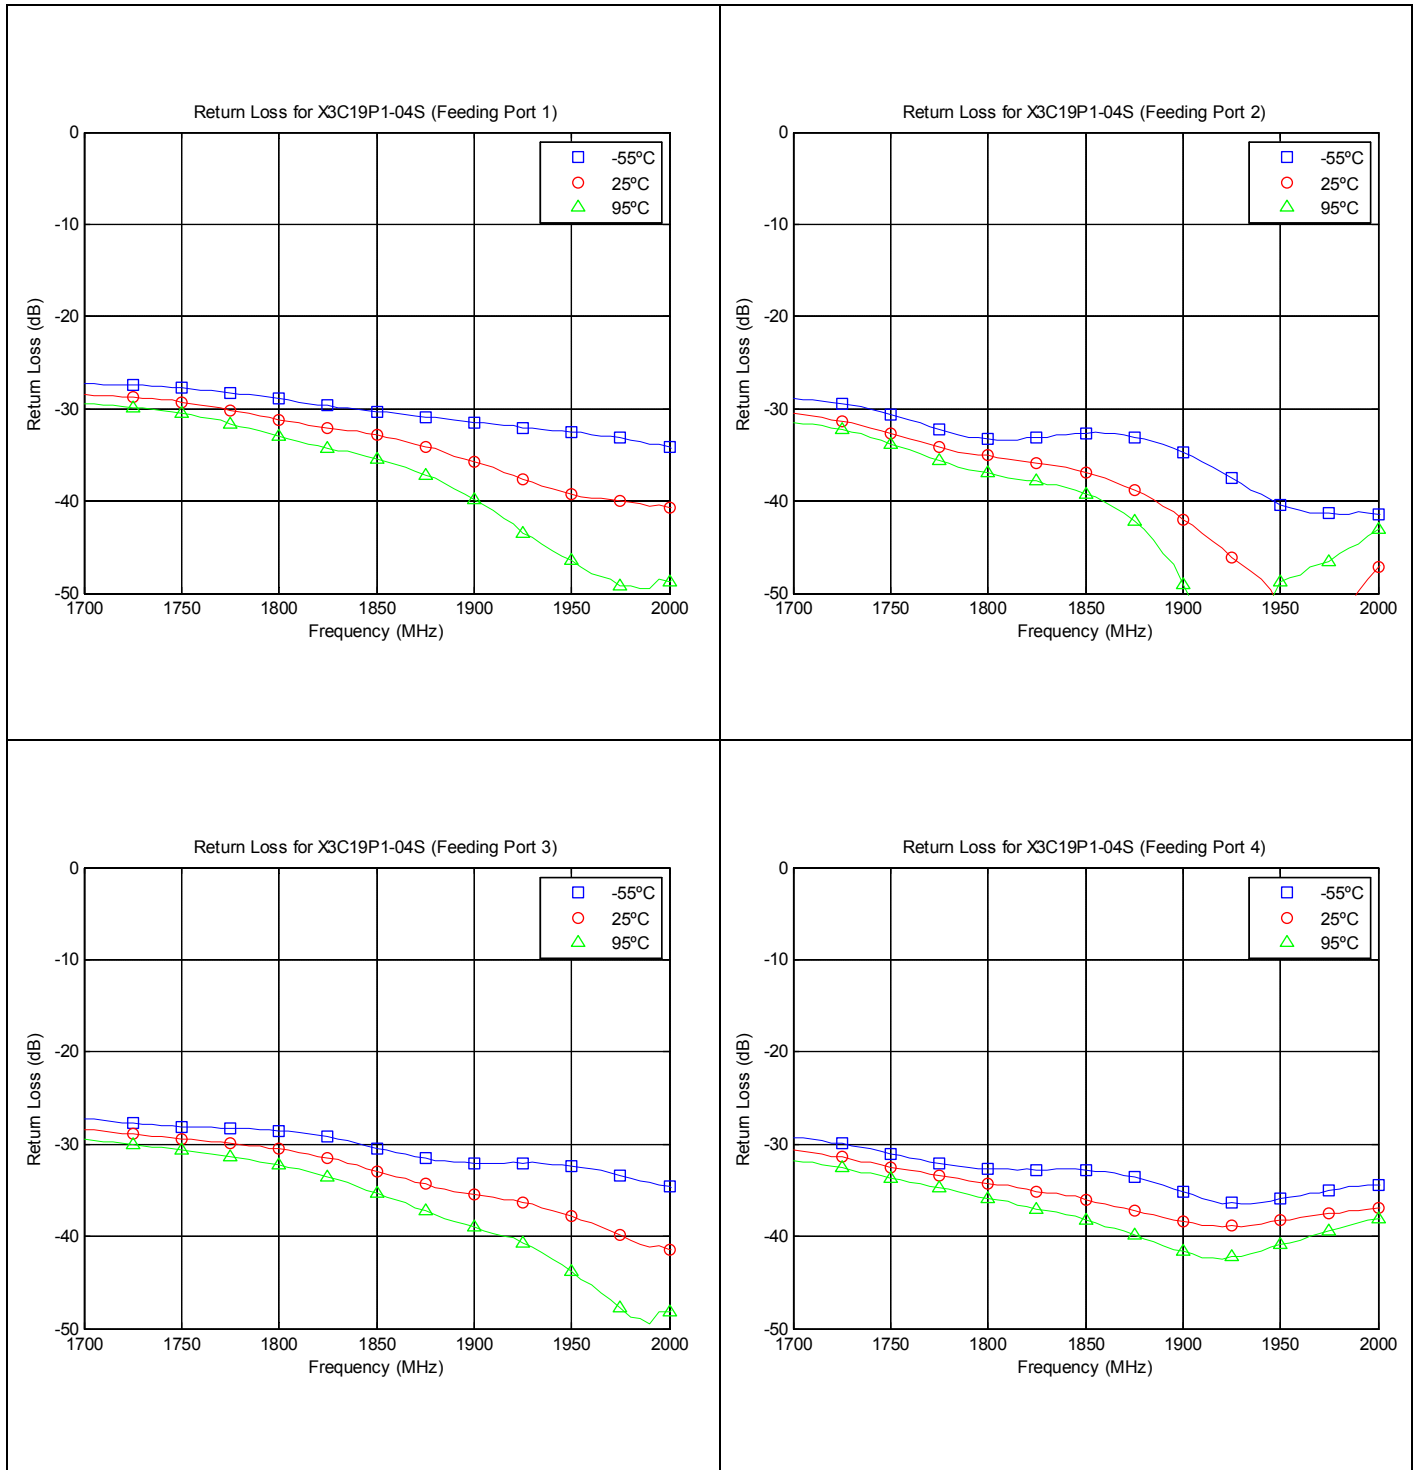 Return Loss for X3C19P1-04S (Feeding Port 1)
0
-10
-20
-30
-40
-50
Return Loss (dB)
-55ºC
25ºC
95ºC
1700 1750 1800 1850 1900 1950 2000
Frequency (MHz)
Return Loss for X3C19P1-04S (Feeding Port 2)
0
-10
-20
-30
-40
-50
Return Loss (dB)
-55ºC
25ºC
95ºC
1700 1750 1800 1850 1900 1950 2000
Frequency (MHz)
Return Loss for X3C19P1-04S (Feeding Port 3)
0
-10
-20
-30
-40
-50
Return Loss (dB)
-55ºC
25ºC
95ºC
1700 1750 1800 1850 1900 1950 2000
Frequency (MHz)
Return Loss for X3C19P1-04S (Feeding Port 4)
0
-10
-20
-30
-40
-50
Return Loss (dB)
-55ºC
25ºC
95ºC
1700 1750 1800 1850 1900 1950 2000
Frequency (MHz)